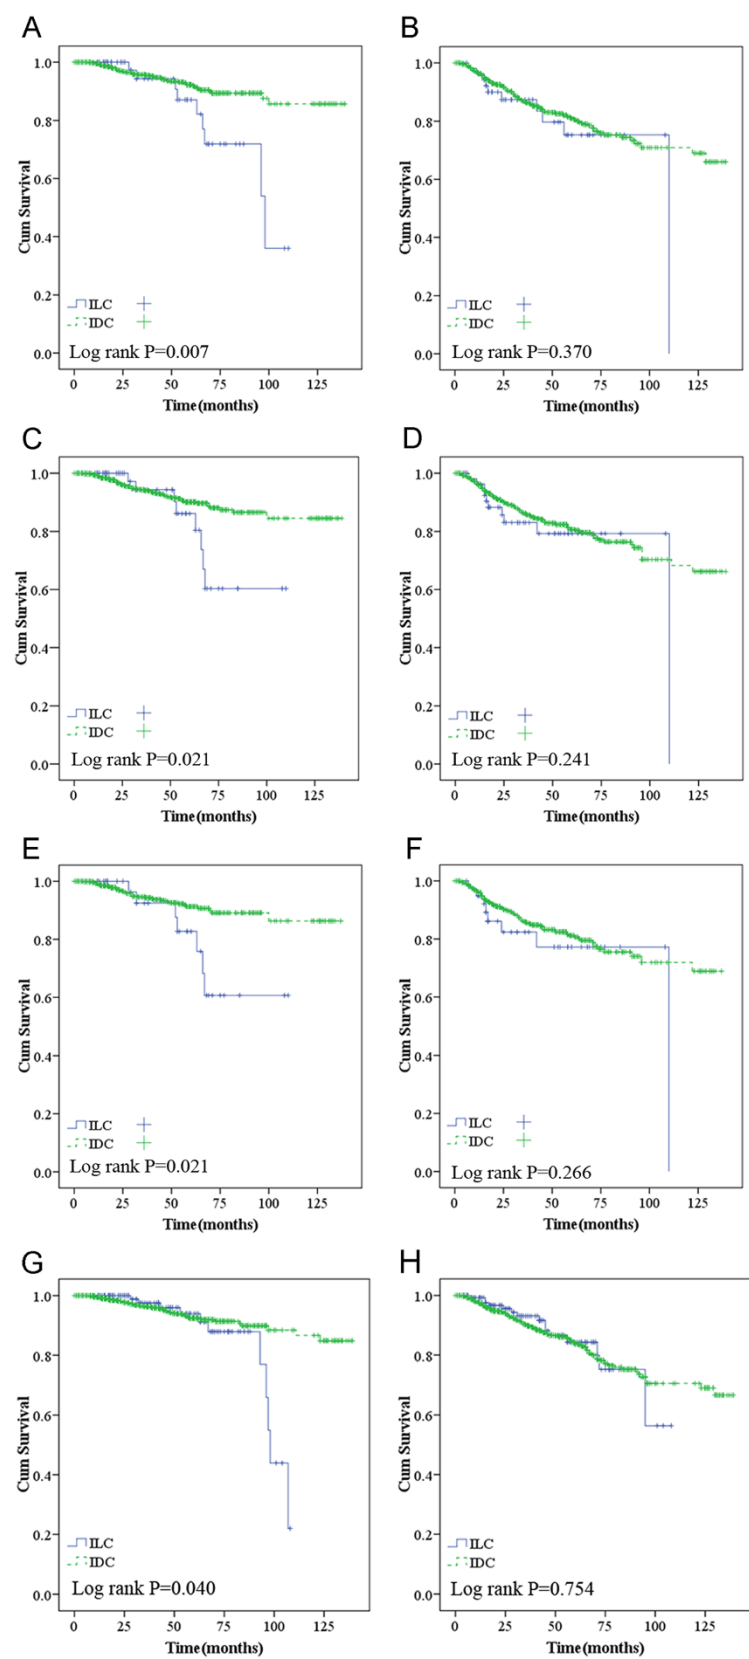 A
Cum Survival
1.0
0.8
0.6
0.4
0.2
0.0
ILC
IDC
Log rank P=0.007
0 25 50 75 100 125
Time(months)
B
Cum Survival
1.0
0.8
0.6
0.4
0.2
0.0
ILC
IDC
Log rank P=0.370
0 25 50 75 100 125
Time(months)
C
Cum Survival
1.0
0.8
0.6
0.4
0.2
0.0
ILC
IDC
Log rank P=0.021
0 25 50 75 100 125
Time(months)
D
Cum Survival
1.0
0.8
0.6
0.4
0.2
0.0
ILC
IDC
Log rank P=0.241
0 25 50 75 100 125
Time(months)
E
Cum Survival
1.0
0.8
0.6
0.4
0.2
0.0
ILC
IDC
Log rank P=0.021
0 25 50 75 100 125
Time(months)
F
Cum Survival
1.0
0.8
0.6
0.4
0.2
0.0
ILC
IDC
Log rank P=0.266
0 25 50 75 100 125
Time(months)
G
Cum Survival
1.0
0.8
0.6
0.4
0.2
0.0
ILC
IDC
Log rank P=0.040
0 25 50 75 100 125
Time(months)
H
Cum Survival
1.0
0.8
0.6
0.4
0.2
0.0
ILC
IDC
Log rank P=0.754
0 25 50 75 100 125
Time(months)